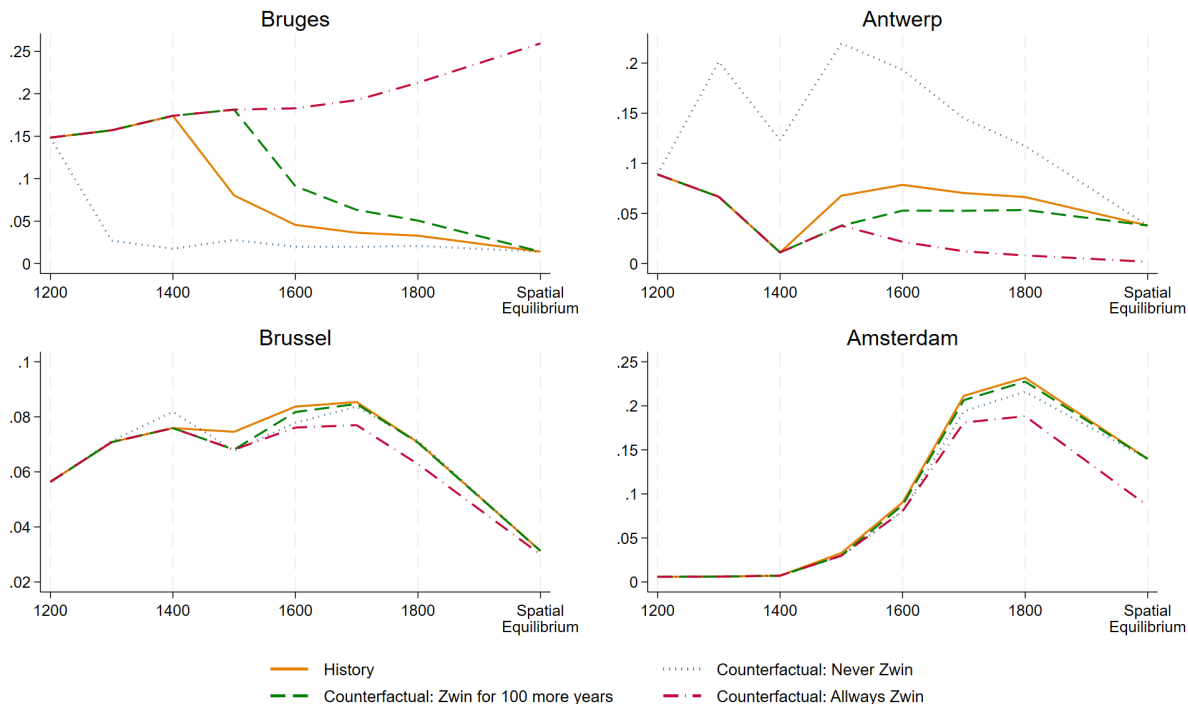 Bruges
.25
.2
.15
.1
.05
0
1200 1400 1600 1800 Spatial
Equilibrium
Antwerp
.2
.15
.1
.05
0
1200 1400 1600 1800 Spatial
Equilibrium
Brussel
.1
.08
.06
.04
.02
1200 1400 1600 1800 Spatial
Equilibrium
Amsterdam
.25
.2
.15
.1
.05
0
1200 1400 1600 1800 Spatial
Equilibrium
History
Counterfactual: Never Zwin
Counterfactual: Zwin for 100 more years
Counterfactual: Allways Zwin